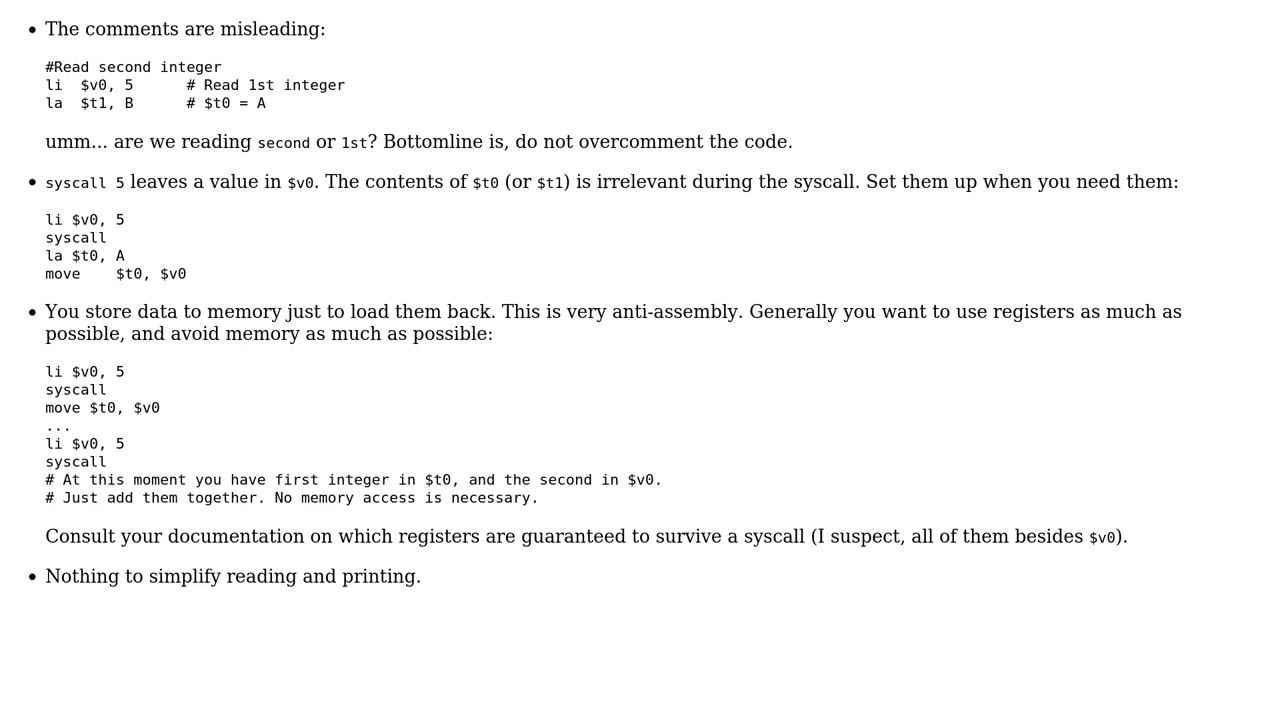 • The comments are misleading:
#Read second integer
li  $v0, 5      # Read 1st integer
la  $t1, B      # $t0 = A
umm... are we reading second or 1st? Bottomline is, do not overcomment the code.
• syscall 5 leaves a value in $v0. The contents of $t0 (or $t1) is irrelevant during the syscall. Set them up when you need them:
li $v0, 5
syscall
la $t0, A
move    $t0, $v0
• You store data to memory just to load them back. This is very anti-assembly. Generally you want to use registers as much as
possible, and avoid memory as much as possible:
li $v0, 5
syscall
move $t0, $v0
...
li $v0, 5
syscall
# At this moment you have first integer in $t0, and the second in $v0.
# Just add them together. No memory access is necessary.
Consult your documentation on which registers are guaranteed to survive a syscall (I suspect, all of them besides $v0).
• Nothing to simplify reading and printing.